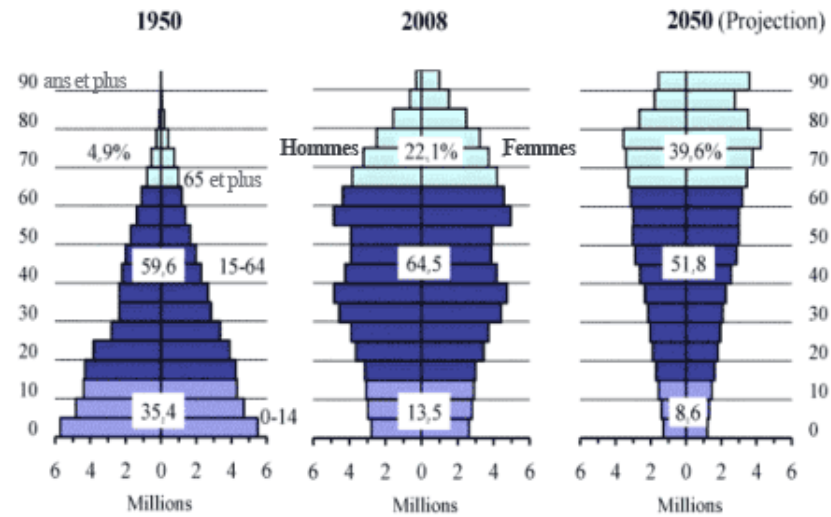 1950
2008
2050 (Projection)
90 ans et plus
90
80
80
4,9%
Hommes
22,1%
Femmes
39,6%
70
65 et plus
70
60
60
50
50
59,6
15-64
64,5
51,8
40
40
30
30
20
20
10
10
35,4
0-14
13,5
8,6
0
0
6 4 2 0 2 4 6
6 4 2 0 2 4 6
6 4 2 0 2 4 6
Millions
Millions
Millions